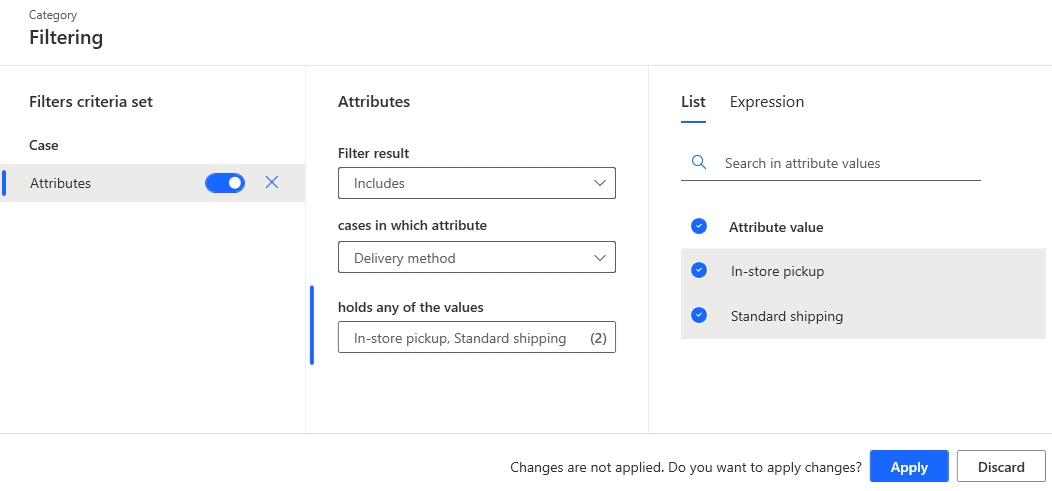 Category
Filtering
Filters criteria set
Case
Attributes
Attributes
Filter result
Includes
cases in which attribute
Delivery method
holds any of the values
In-store pickup, Standard shipping (2)
List Expression
Search in attribute values
Attribute value
In-store pickup
Standard shipping
Changes are not applied. Do you want to apply changes? Apply Discard